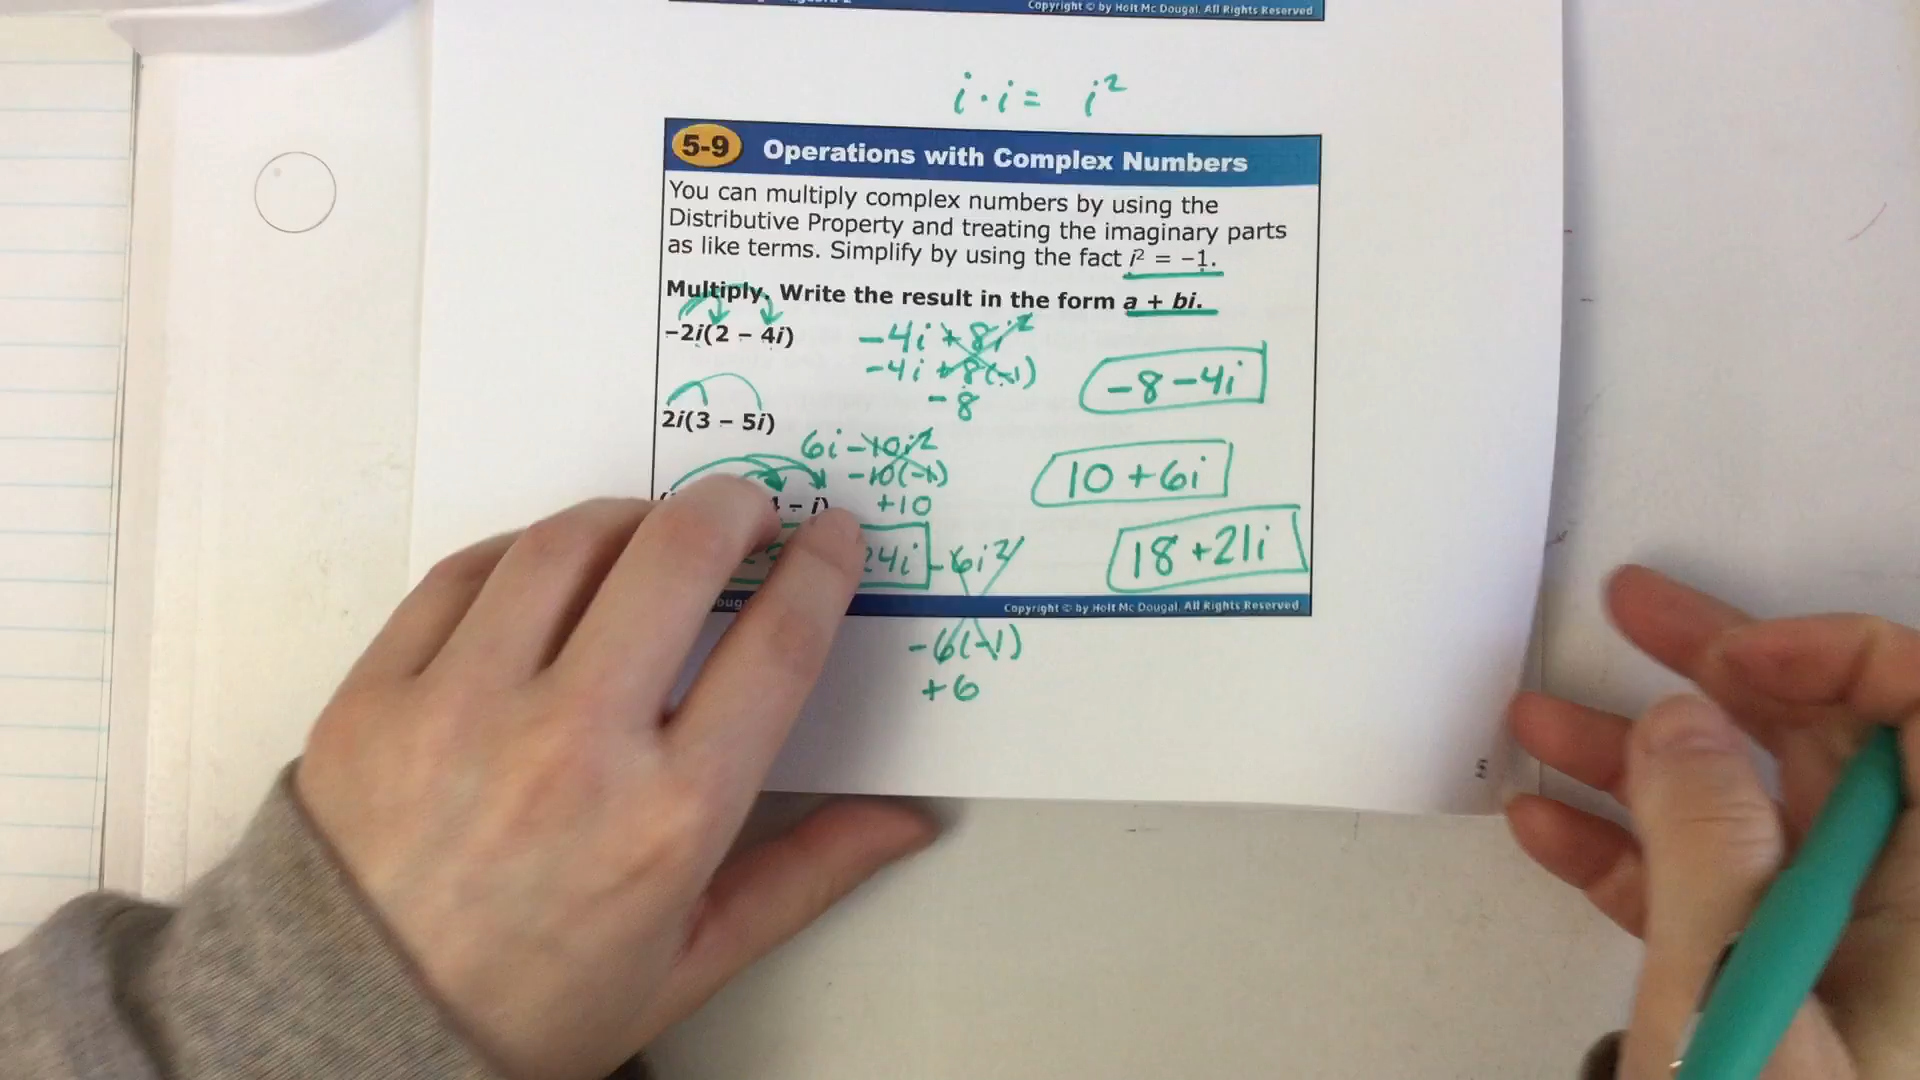 Copyright © by Holt Mc Dougal. All Rights Reserved
i · i = i²
5-9 Operations with Complex Numbers
You can multiply complex numbers by using the
Distributive Property and treating the imaginary parts
as like terms. Simplify by using the fact i² = −1.
Multiply. Write the result in the form a + bi.
−2i(2 − 4i)
−4i + 8i²
−4i + 8(−1)
−8
−8 − 4i
2i(3 − 5i)
6i − 10i²
−10(−1)
+10
10 + 6i
− i)
24i − 6i²
18 + 21i
Copyright © by Holt Mc Dougal. All Rights Reserved
−6(−1)
+6